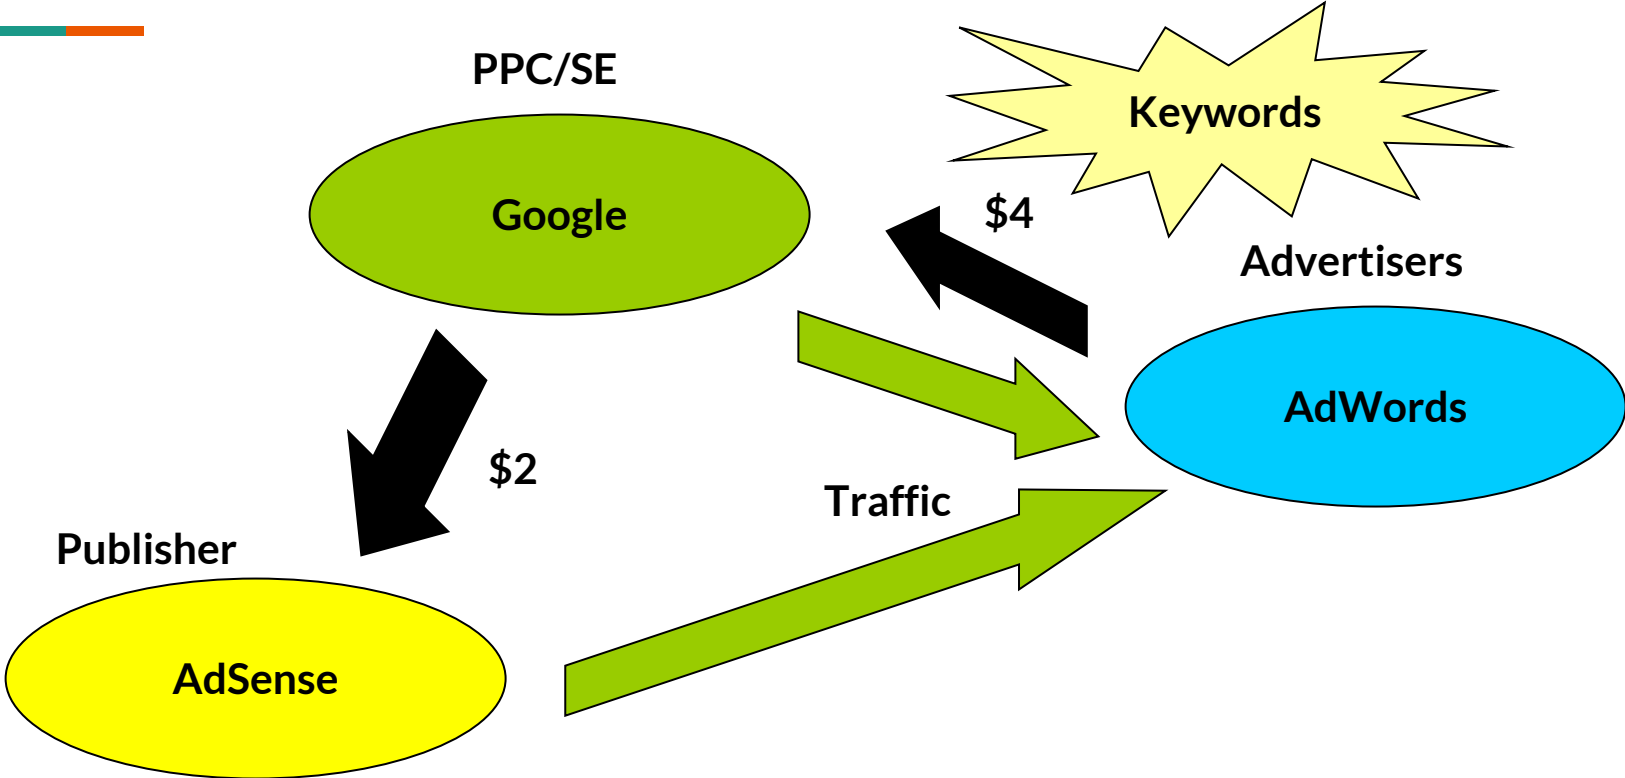 PPC/SE
Keywords
Google
$4
Advertisers
AdWords
$2
Traffic
Publisher
AdSense